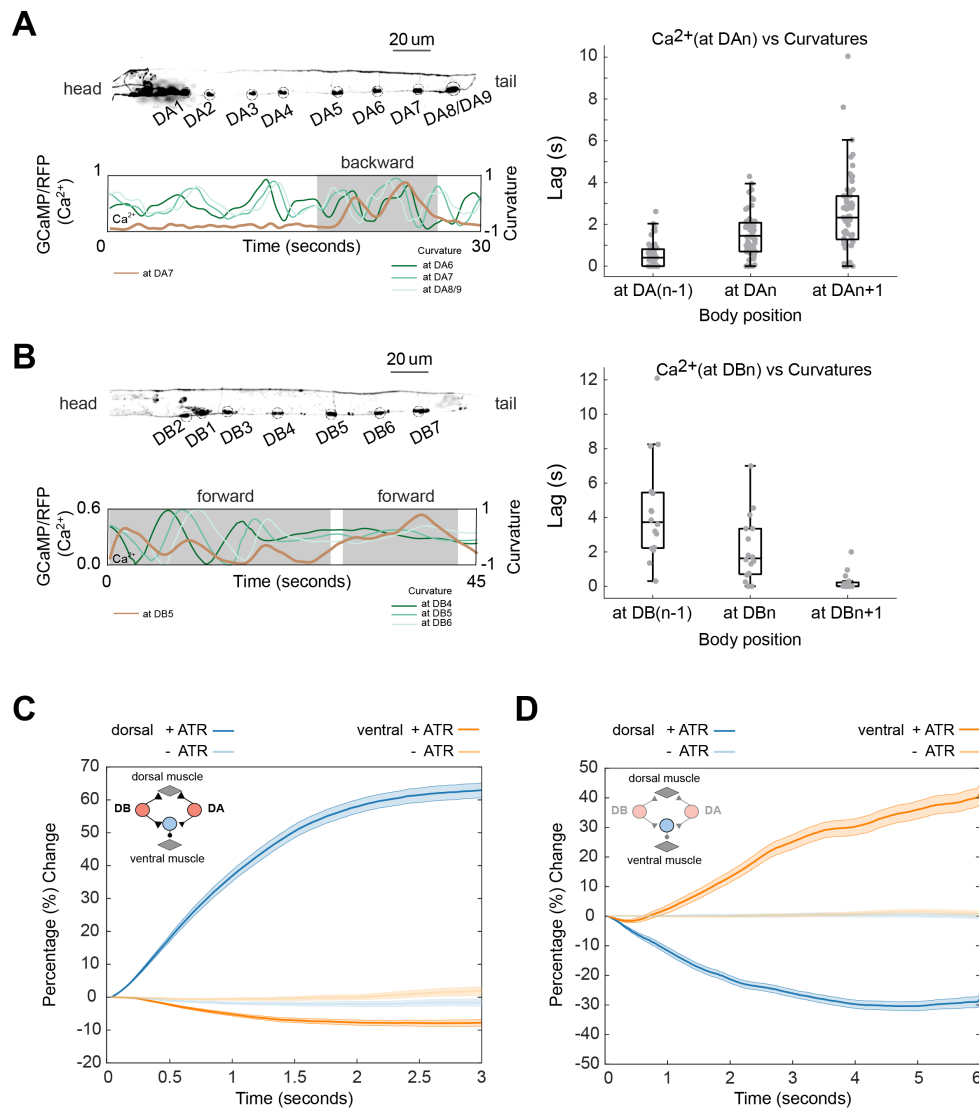 A
20 um
head
tail
DA1
DA2
DA3
DA4
DA5
DA6
DA7
DA8/DA9
GCaMP/RFP
(Ca2+)
1
backward
1
Ca2+
-1
Curvature
0
Time (seconds)
30
at DA7
Curvature
at DA6
at DA7
at DA8/9
Ca2+(at DAn) vs Curvatures
Lag (s)
10
8
6
4
2
0
at DA(n-1)
at DAn
at DAn+1
Body position
B
20 um
head
tail
DB2
DB1
DB3
DB4
DB5
DB6
DB7
GCaMP/RFP
(Ca2+)
0.6
0.0
forward
forward
1
Ca2+
-1
Curvature
0
Time (seconds)
45
at DB5
Curvature
at DB4
at DB5
at DB6
Ca2+(at DBn) vs Curvatures
Lag (s)
12
10
8
6
4
2
0
at DB(n-1)
at DBn
at DBn+1
Body position
C
dorsal + ATR
- ATR
ventral + ATR
- ATR
Percentage (%) Change
70
60
50
40
30
20
10
0
-10
-20
dorsal muscle
DB
DA
ventral muscle
0
0.5
1
1.5
2
2.5
3
Time (seconds)
D
dorsal + ATR
- ATR
ventral + ATR
- ATR
Percentage (%) Change
50
40
30
20
10
0
-10
-20
-30
-40
-50
dorsal muscle
DB
DA
ventral muscle
0
1
2
3
4
5
6
Time (seconds)